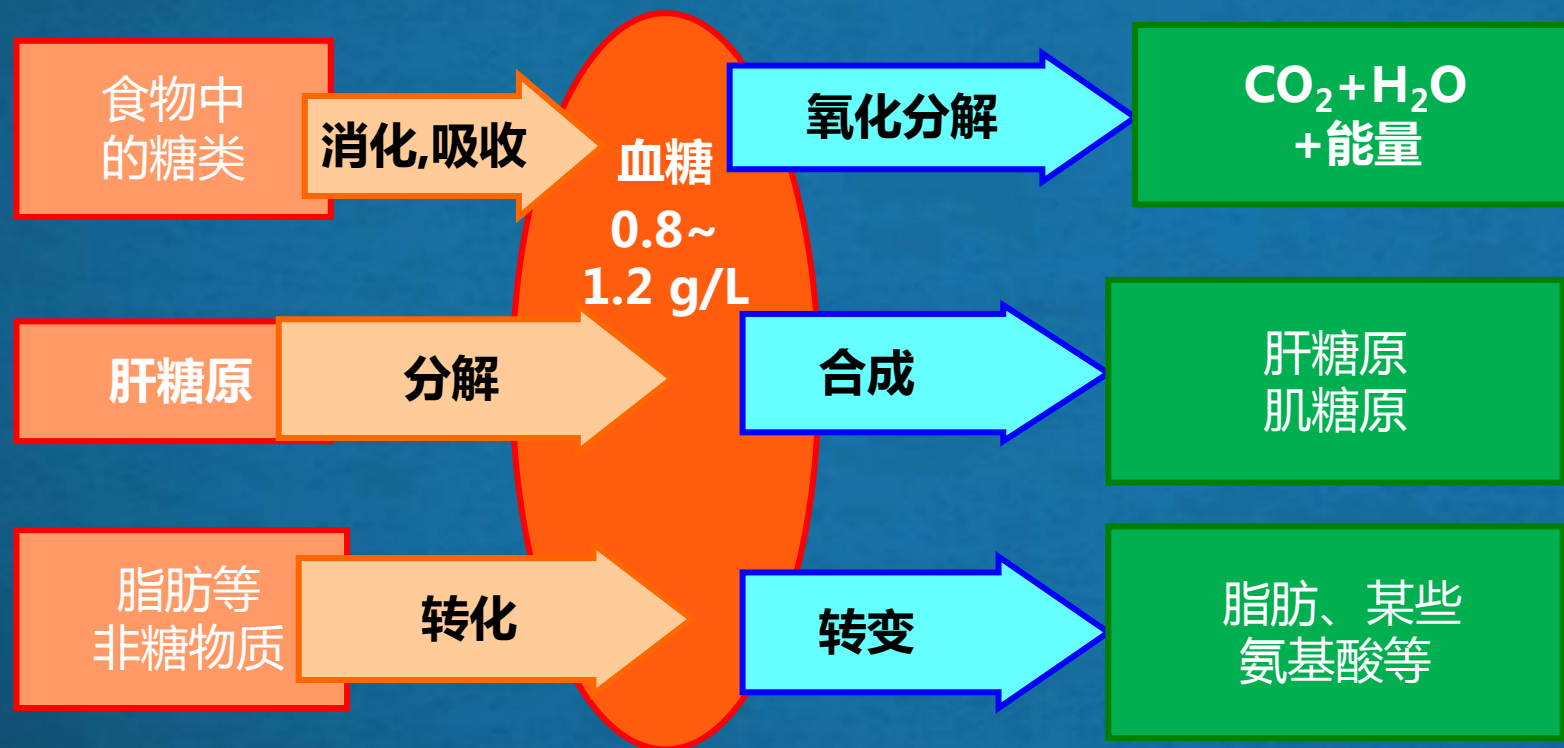 食物中
的糖类
消化,吸收
血糖
0.8~
1.2 g/L
氧化分解
CO₂+H₂O
+能量
肝糖原
分解
合成
肝糖原
肌糖原
脂肪等
非糖物质
转化
转变
脂肪、某些
氨基酸等